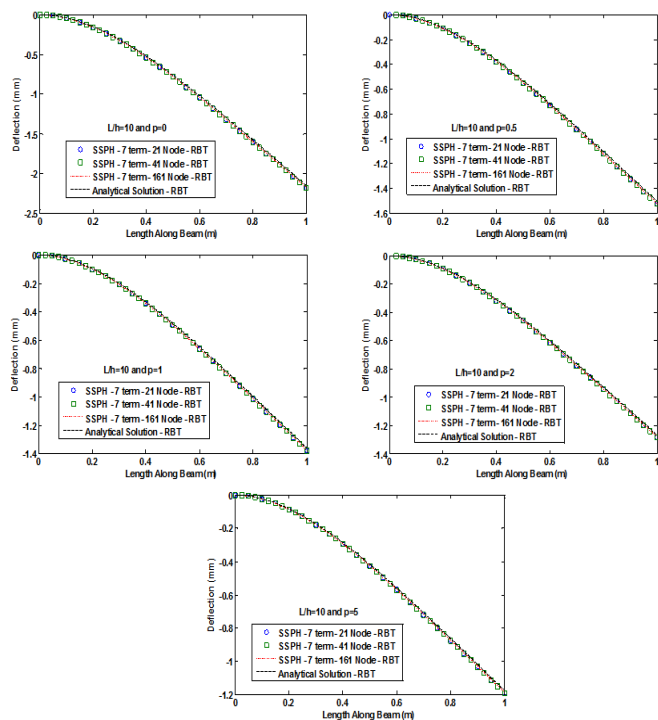 0
-0.5
-1
-1.5
-2
-2.5
Deflection (mm)
L/h=10 and p=0
SSPH -7 term-21 Node-RBT
SSPH -7 term-41 Node-RBT
SSPH -7 term-161 Node-RBT
Analytical Solution -RBT
0 0.2 0.4 0.6 0.8 1
Length Along Beam (m)
0
-0.2
-0.4
-0.6
-0.8
-1
-1.2
-1.4
-1.6
Deflection (mm)
L/h=10 and p=0.5
SSPH -7 term-21 Node-RBT
SSPH -7 term-41 Node-RBT
SSPH -7 term-161 Node-RBT
Analytical Solution -RBT
0 0.2 0.4 0.6 0.8 1
Length Along Beam (m)
0
-0.2
-0.4
-0.6
-0.8
-1
-1.2
-1.4
Deflection (mm)
L/h=10 and p=1
SSPH -7 term-21 Node-RBT
SSPH -7 term-41 Node-RBT
SSPH -7 term-161 Node-RBT
Analytical Solution -RBT
0 0.2 0.4 0.6 0.8 1
Length Along Beam (m)
0
-0.2
-0.4
-0.6
-0.8
-1
-1.2
-1.4
Deflection (mm)
L/h=10 and p=2
SSPH -7 term-21 Node-RBT
SSPH -7 term-41 Node-RBT
SSPH -7 term-161 Node-RBT
Analytical Solution -RBT
0 0.2 0.4 0.6 0.8 1
Length Along Beam (m)
0
-0.2
-0.4
-0.6
-0.8
-1
-1.2
Deflection (mm)
L/h=10 and p=5
SSPH -7 term-21 Node-RBT
SSPH -7 term-41 Node-RBT
SSPH -7 term-161 Node-RBT
Analytical Solution -RBT
0 0.2 0.4 0.6 0.8 1
Length Along Beam (m)